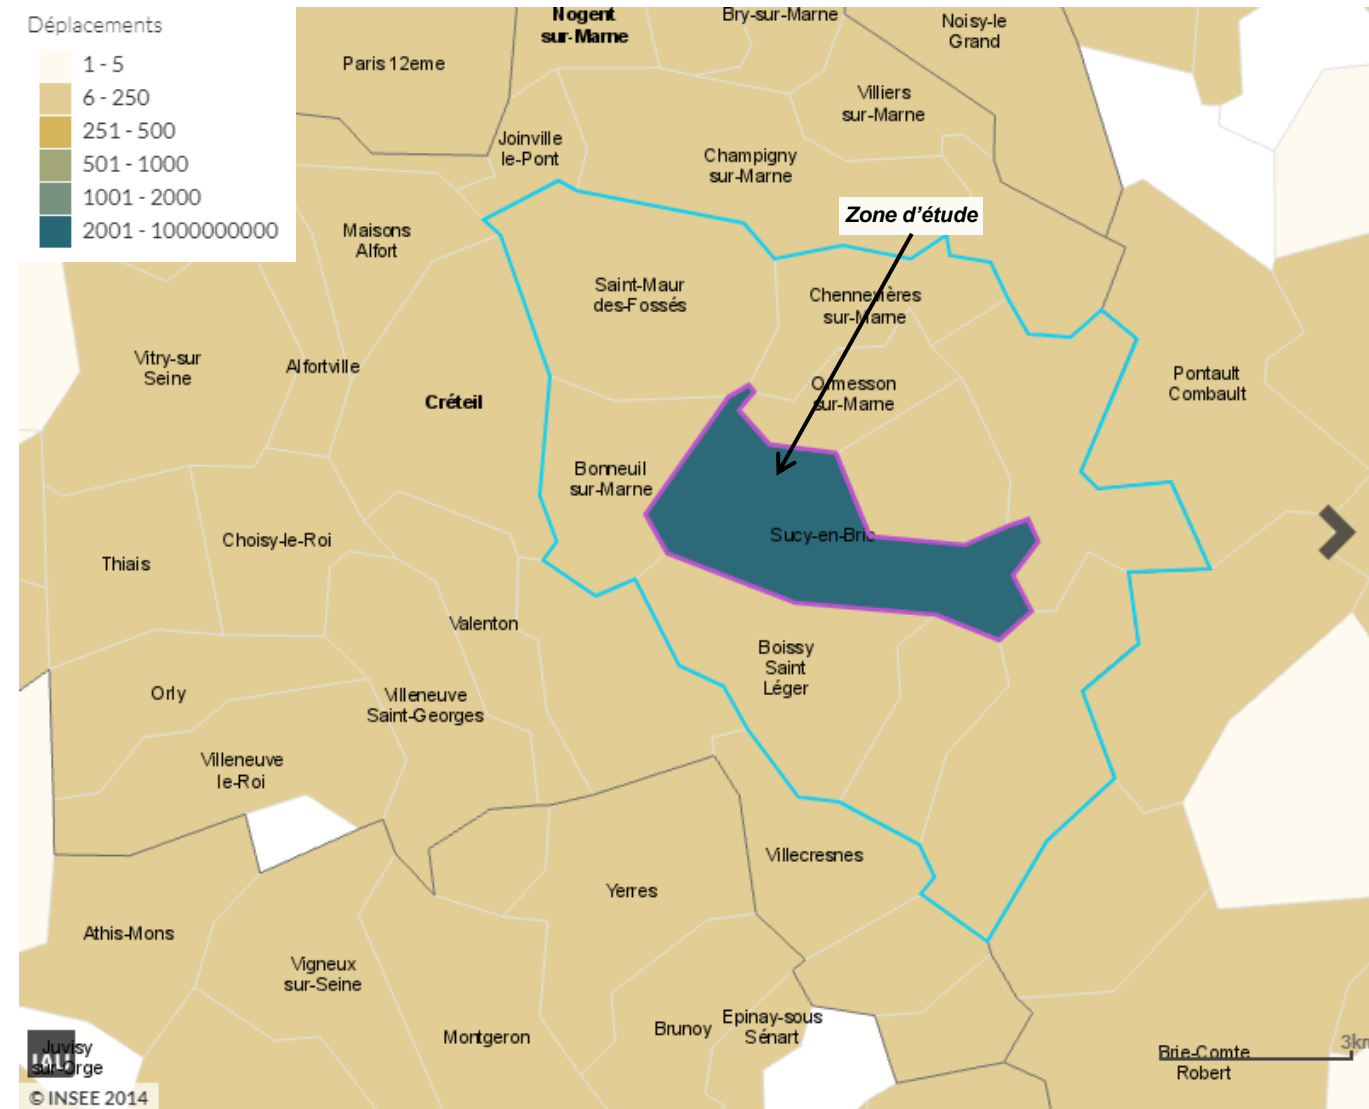 Déplacements
1 - 5
6 - 250
251 - 500
501 - 1000
1001 - 2000
2001 - 1000000000
Nogent
sur-Marne
Bry-sur-Marne
Noisy-le
Grand
Paris 12eme
Villiers
sur-Marne
Joinville
le-Pont
Champigny
sur-Marne
Zone d'étude
Maisons
Alfort
Saint-Maur
des-Fossés
Chennevières
sur-Marne
Vitry-sur
Seine
Alfortville
Créteil
Ormesson
sur-Marne
Pontault
Combault
Bonneuil
sur-Marne
Sucy-en-Brie
Thiais
Choisy-le-Roi
Valenton
Boissy
Saint
Léger
Orly
Villeneuve
Saint-Georges
Villeneuve
le-Roi
Villecresnes
Yerres
Athis-Mons
Vigneux
sur-Seine
Montgeron
Brunoy
Epinay-sous
Sénart
Juvisy
sur-Orge
IAU
Brie-Comte
Robert
3km
© INSEE 2014